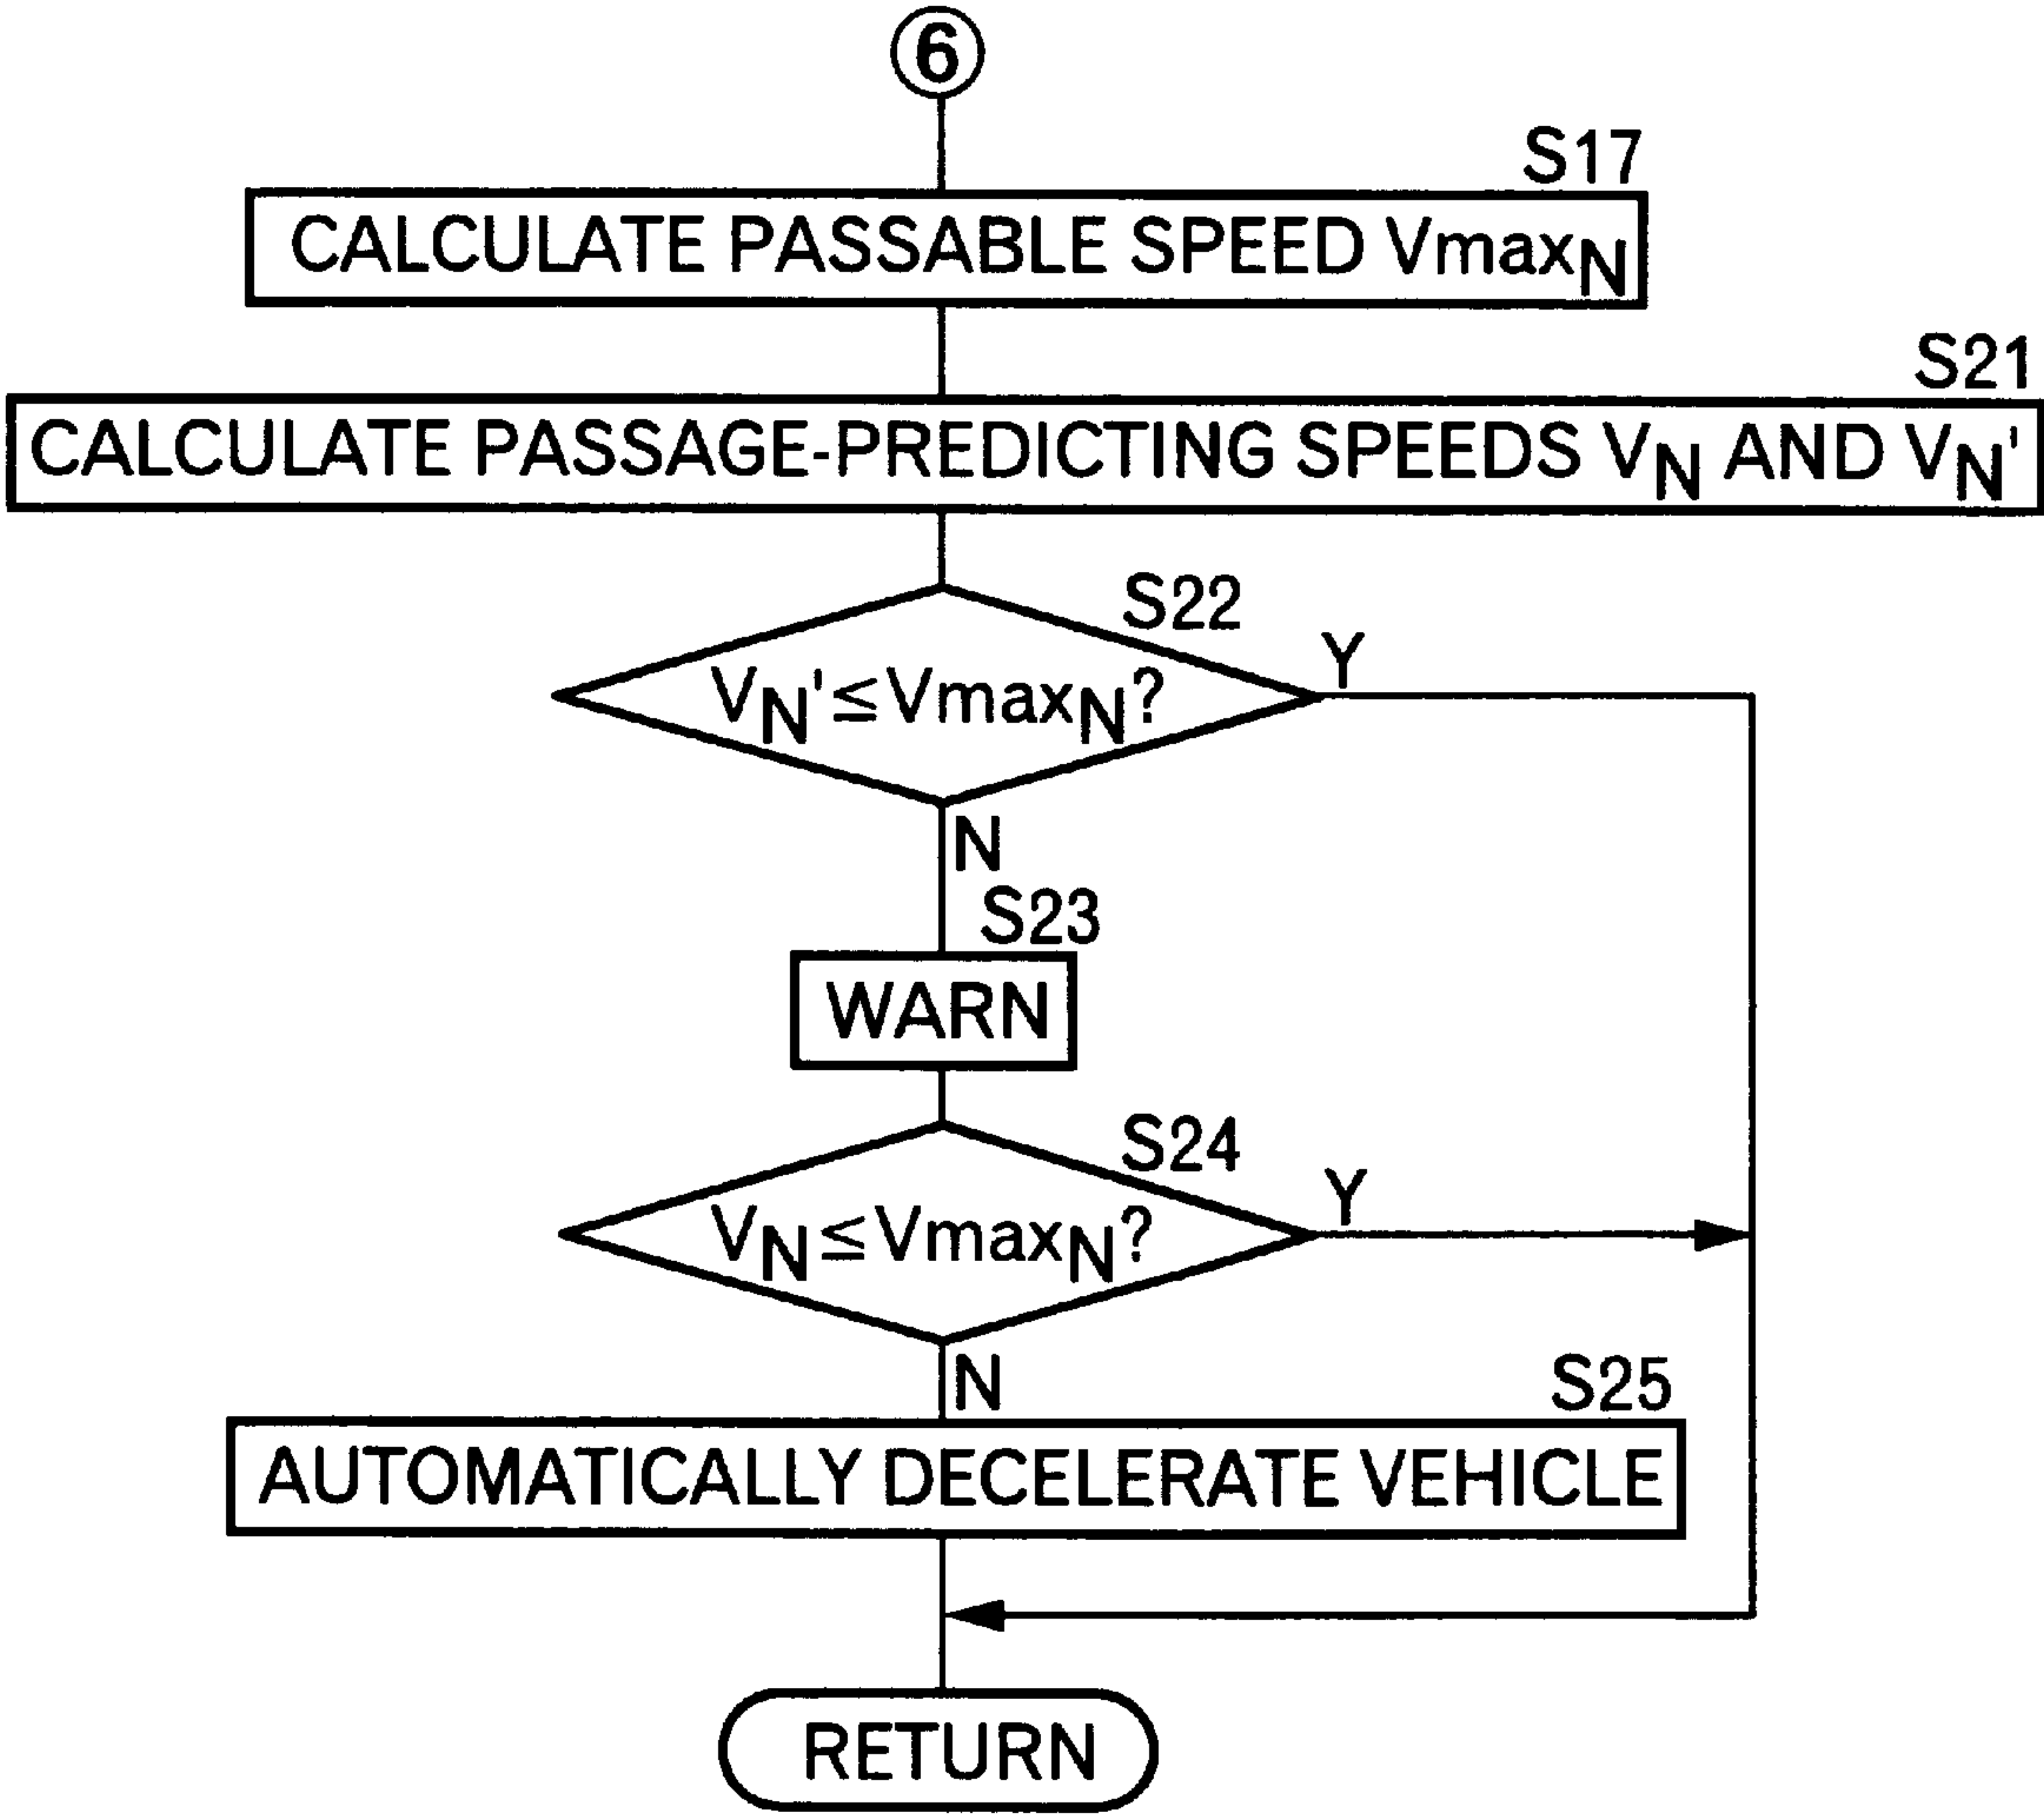 6
S17
CALCULATE PASSABLE SPEED VmaxN
S21
CALCULATE PASSAGE-PREDICTING SPEEDS VN AND VN'
S22
VN'≦VmaxN?
Y
N
S23
WARN
S24
VN≦VmaxN?
Y
N
S25
AUTOMATICALLY DECELERATE VEHICLE
RETURN